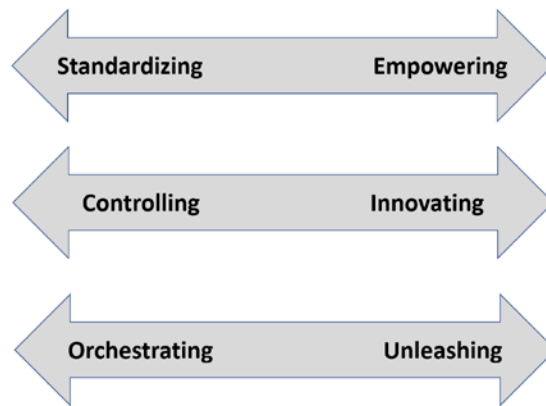 Standardizing Empowering
Controlling Innovating
Orchestrating Unleashing